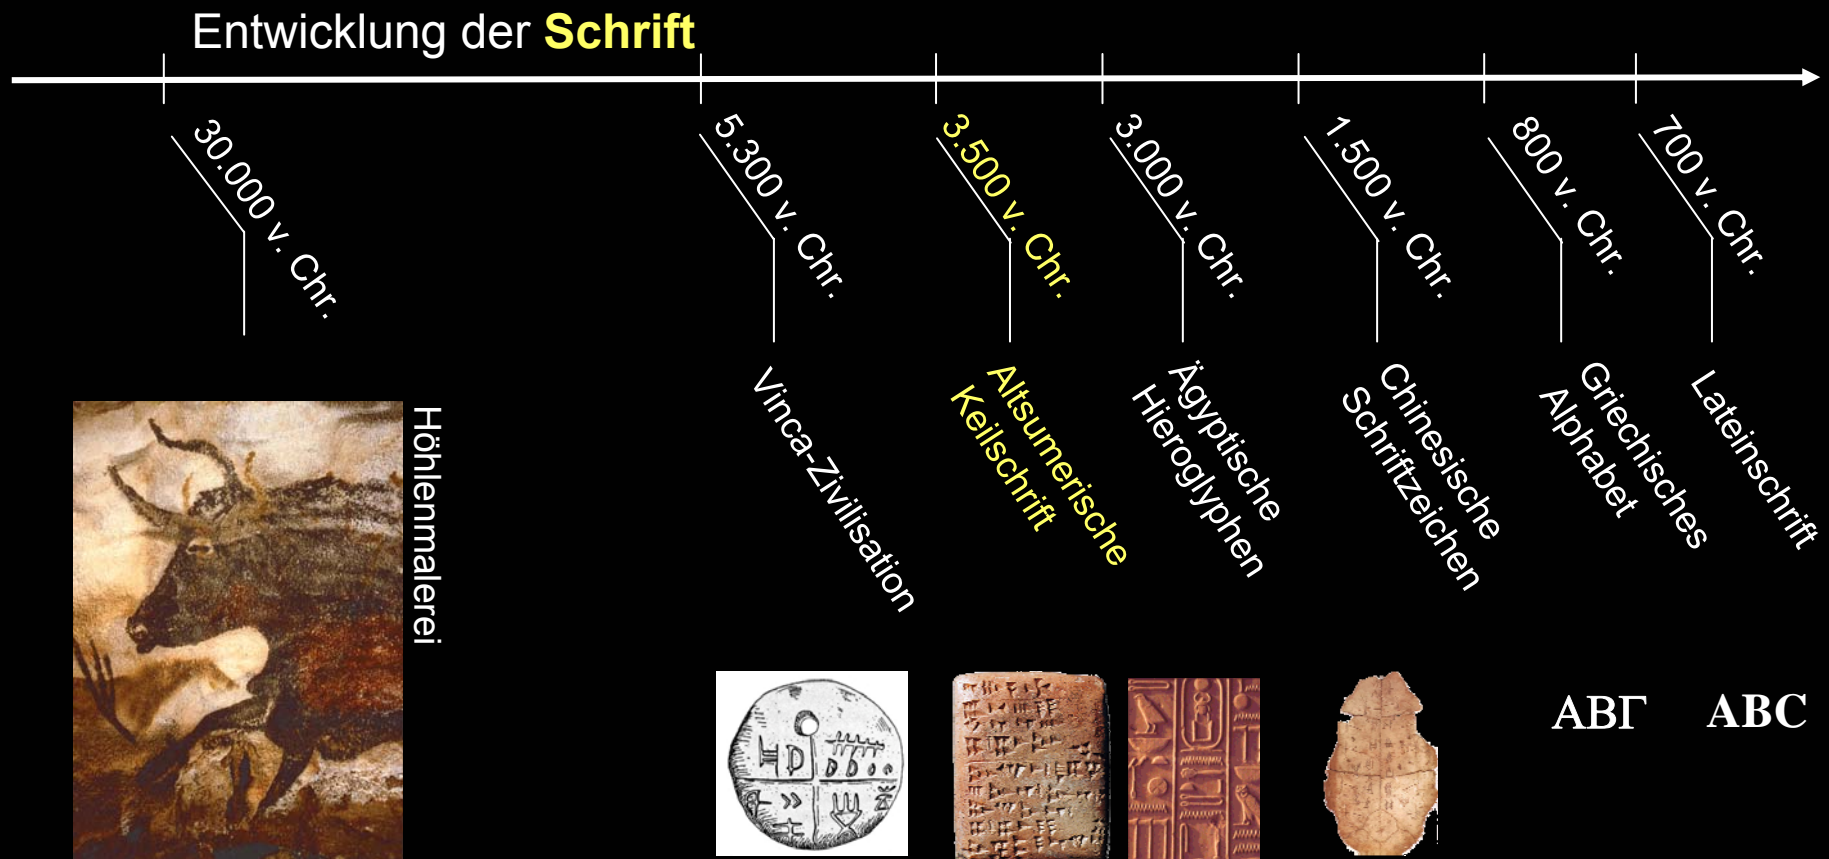 Entwicklung der Schrift
30.000 v. Chr.
5.300 v. Chr.
3.500 v. Chr.
3.000 v. Chr.
1.500 v. Chr.
800 v. Chr.
700 v. Chr.
Höhlenmalerei
Vinca-Zivilisation
Altsumerische
Keilschrift
Ägyptische
Hieroglyphen
Chinesische
Schriftzeichen
Griechisches
Alphabet
Lateinschrift
ΑΒΓ
ABC